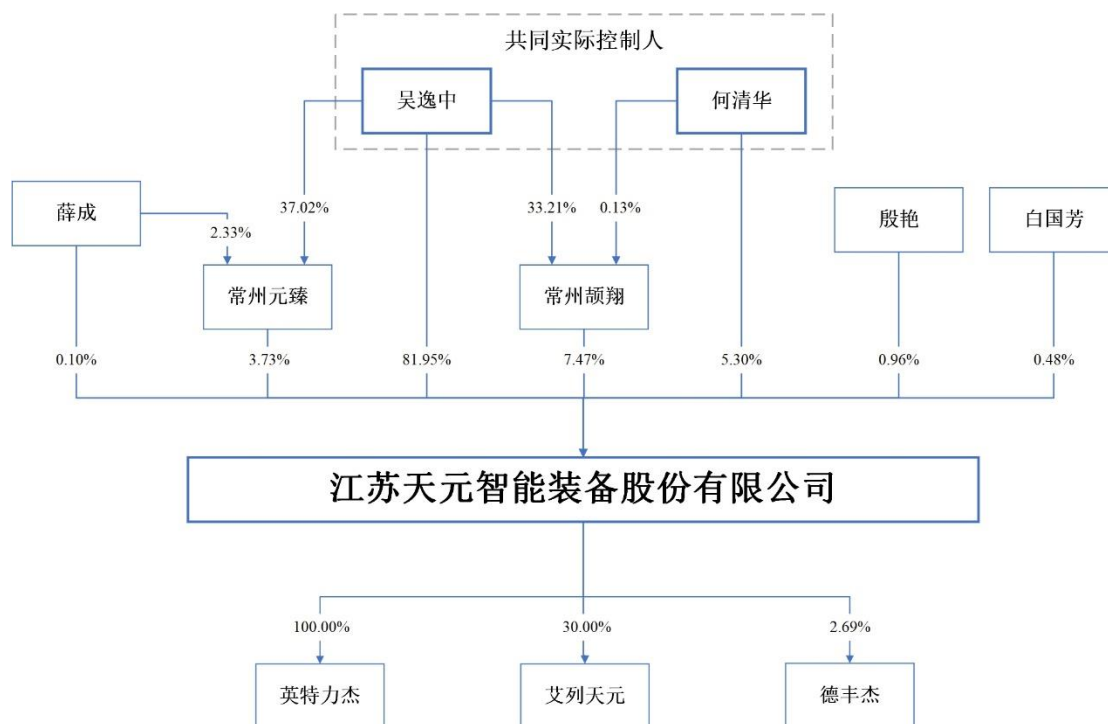 共同实际控制人
吴逸中
何清华
薛成
37.02%
33.21%
0.13%
殷艳
白国芳
2.33%
常州元臻
常州颉翔
0.10%
3.73%
81.95%
7.47%
5.30%
0.96%
0.48%
江苏天元智能装备股份有限公司
100.00%
30.00%
2.69%
英特力杰
艾列天元
德丰杰